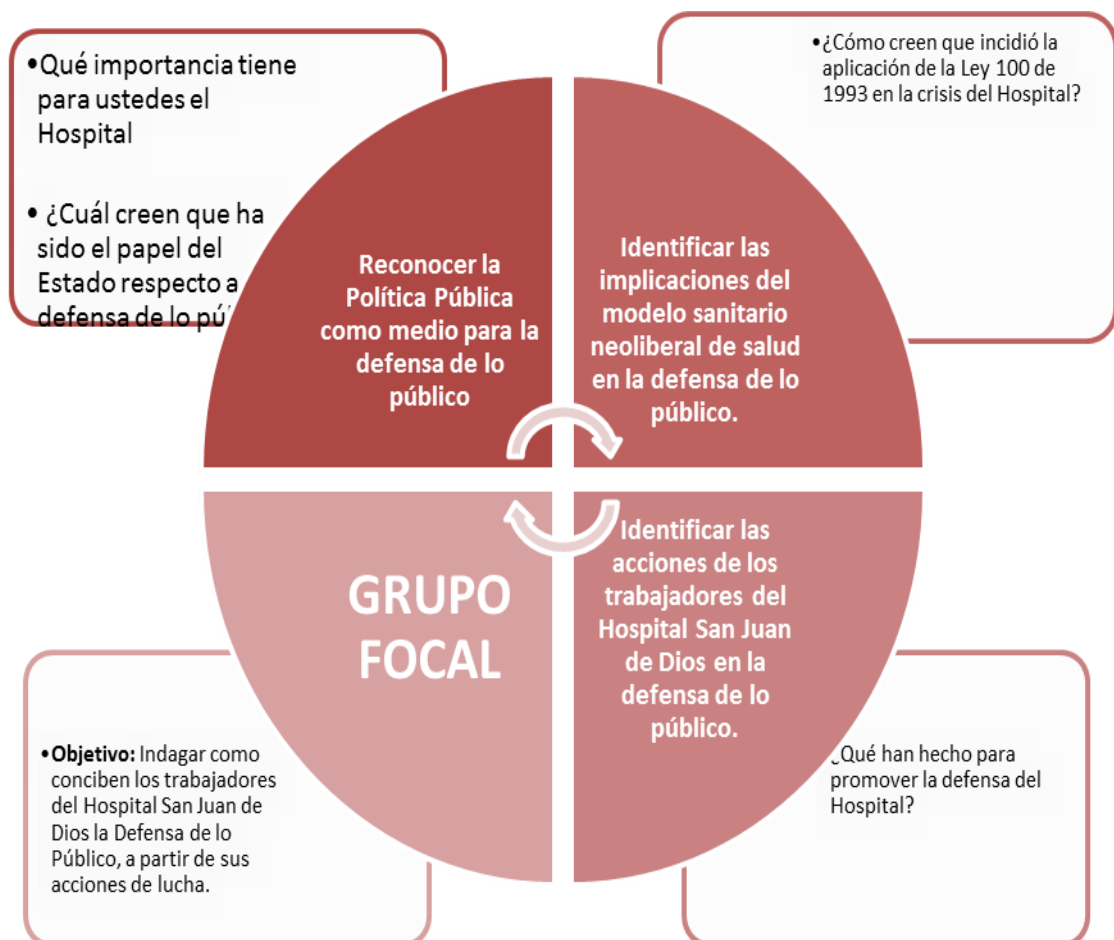 •Qué importancia tiene
para ustedes el
Hospital
• ¿Cuál creen que ha
sido el papel del
Estado respecto a
defensa de lo
Reconocer la
Política Pública
como medio para la
defensa de lo
público
•¿Cómo creen que incidió la
aplicación de la Ley 100 de
1993 en la crisis del Hospital?
Identificar las
implicaciones del
modelo sanitario
neoliberal de salud
en la defensa de lo
público.
GRUPO
FOCAL
•Objetivo: Indagar como
conciben los trabajadores
del Hospital San Juan de
Dios la Defensa de lo
Público, a partir de sus
acciones de lucha.
Identificar las
acciones de los
trabajadores del
Hospital San Juan
de Dios en la
defensa de lo
público.
¿Qué han hecho para
promover la defensa del
Hospital?